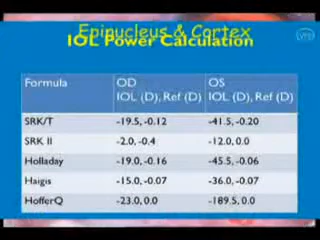 Epinucleus & Cortex
IOL Power Calculation
Formula OD OS
IOL (D), Ref (D) IOL (D), Ref (D)
SRK/T -19.5, -0.12 -41.5, -0.20
SRK II -2.0, -0.4 -12.0, 0.0
Holladay -19.0, -0.16 -45.5, -0.06
Haigis -15.0, -0.07 -36.0, -0.07
HofferQ -23.0, 0.0 -189.5, 0.0